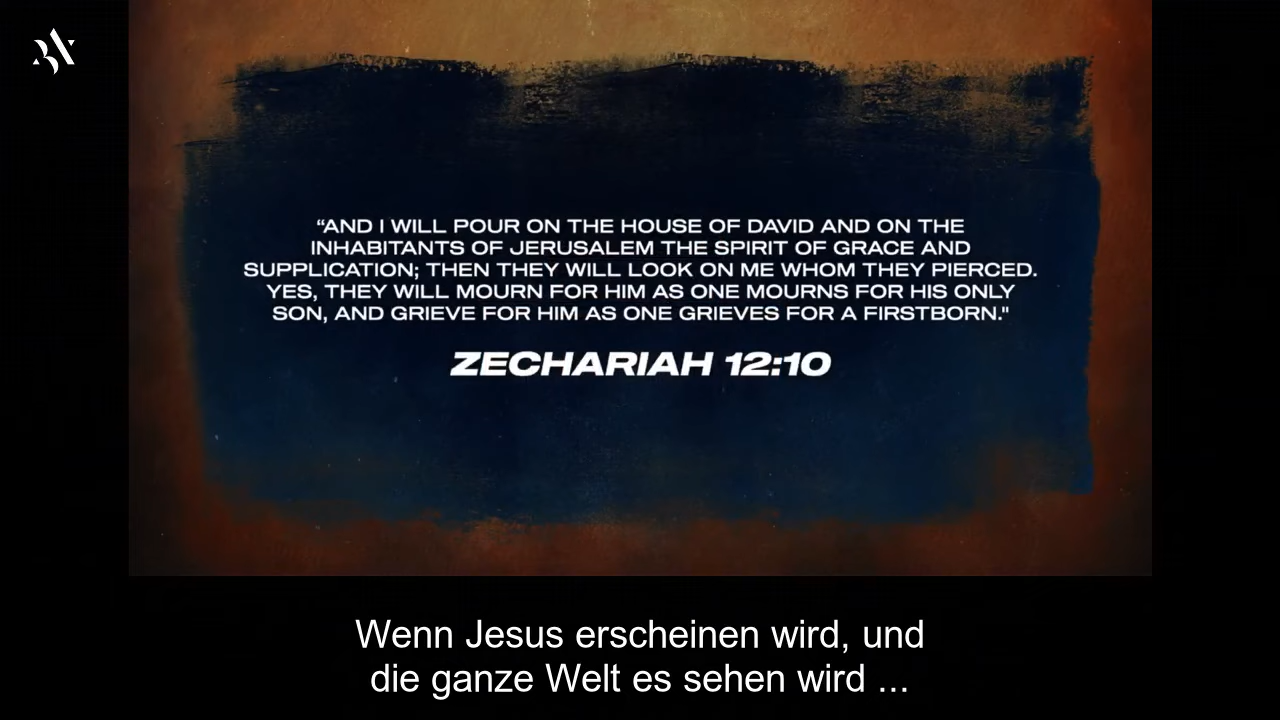 “AND I WILL POUR ON THE HOUSE OF DAVID AND ON THE
INHABITANTS OF JERUSALEM THE SPIRIT OF GRACE AND
SUPPLICATION; THEN THEY WILL LOOK ON ME WHOM THEY PIERCED.
YES, THEY WILL MOURN FOR HIM AS ONE MOURNS FOR HIS ONLY
SON, AND GRIEVE FOR HIM AS ONE GRIEVES FOR A FIRSTBORN."
ZECHARIAH 12:10
Wenn Jesus erscheinen wird, und
die ganze Welt es sehen wird ...